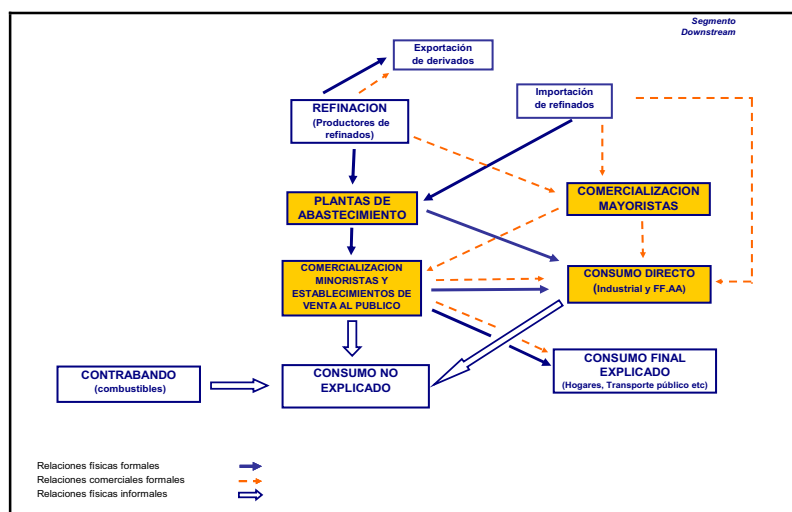 Segmento
Downstream
Exportación
de derivados
Importación
de refinados
REFINACION
(Productores de
refinados)
PLANTAS DE
ABASTECIMIENTO
COMERCIALIZACION
MAYORISTAS
COMERCIALIZACION
MINORISTAS Y
ESTABLECIMIENTOS DE
VENTA AL PUBLICO
CONSUMO DIRECTO
(Industrial y FF.AA)
CONTRABANDO
(combustibles)
CONSUMO NO
EXPLICADO
CONSUMO FINAL
EXPLICADO
(Hogares, Transporte público etc)
Relaciones físicas formales
Relaciones comerciales formales
Relaciones físicas informales